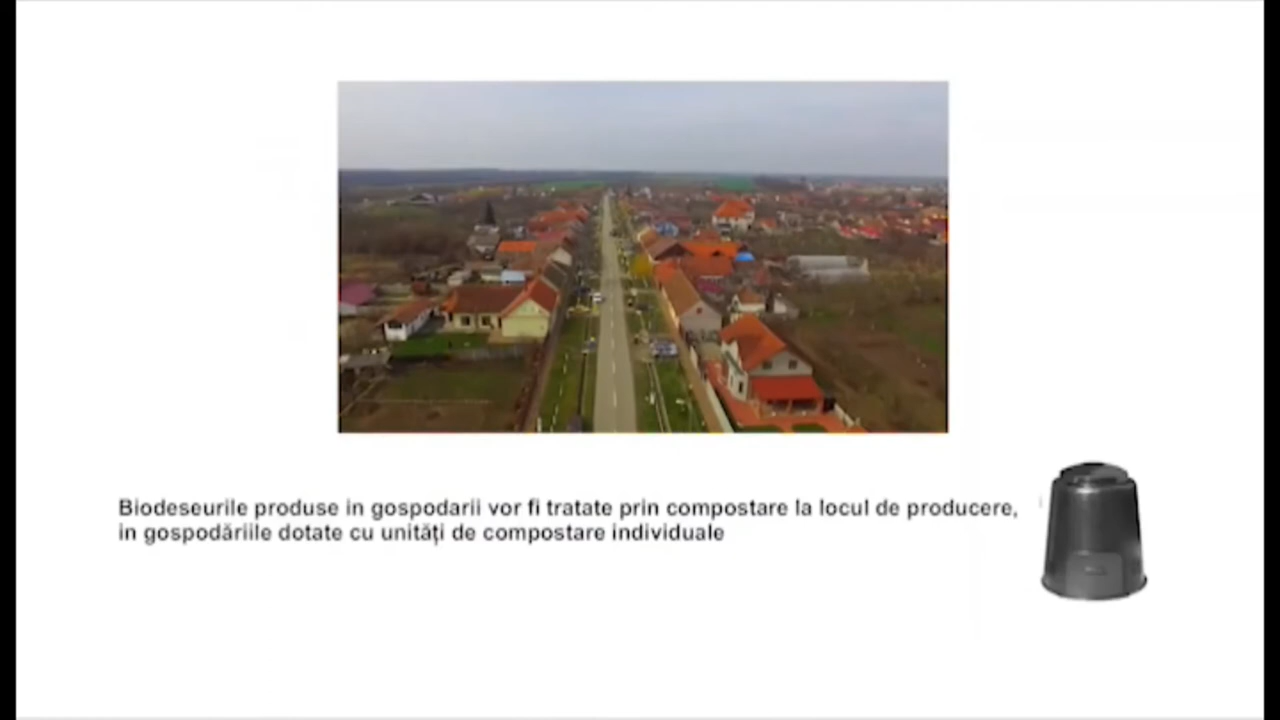 Biodeseurile produse in gospodarii vor fi tratate prin compostare la locul de producere,
in gospodăriile dotate cu unități de compostare individuale